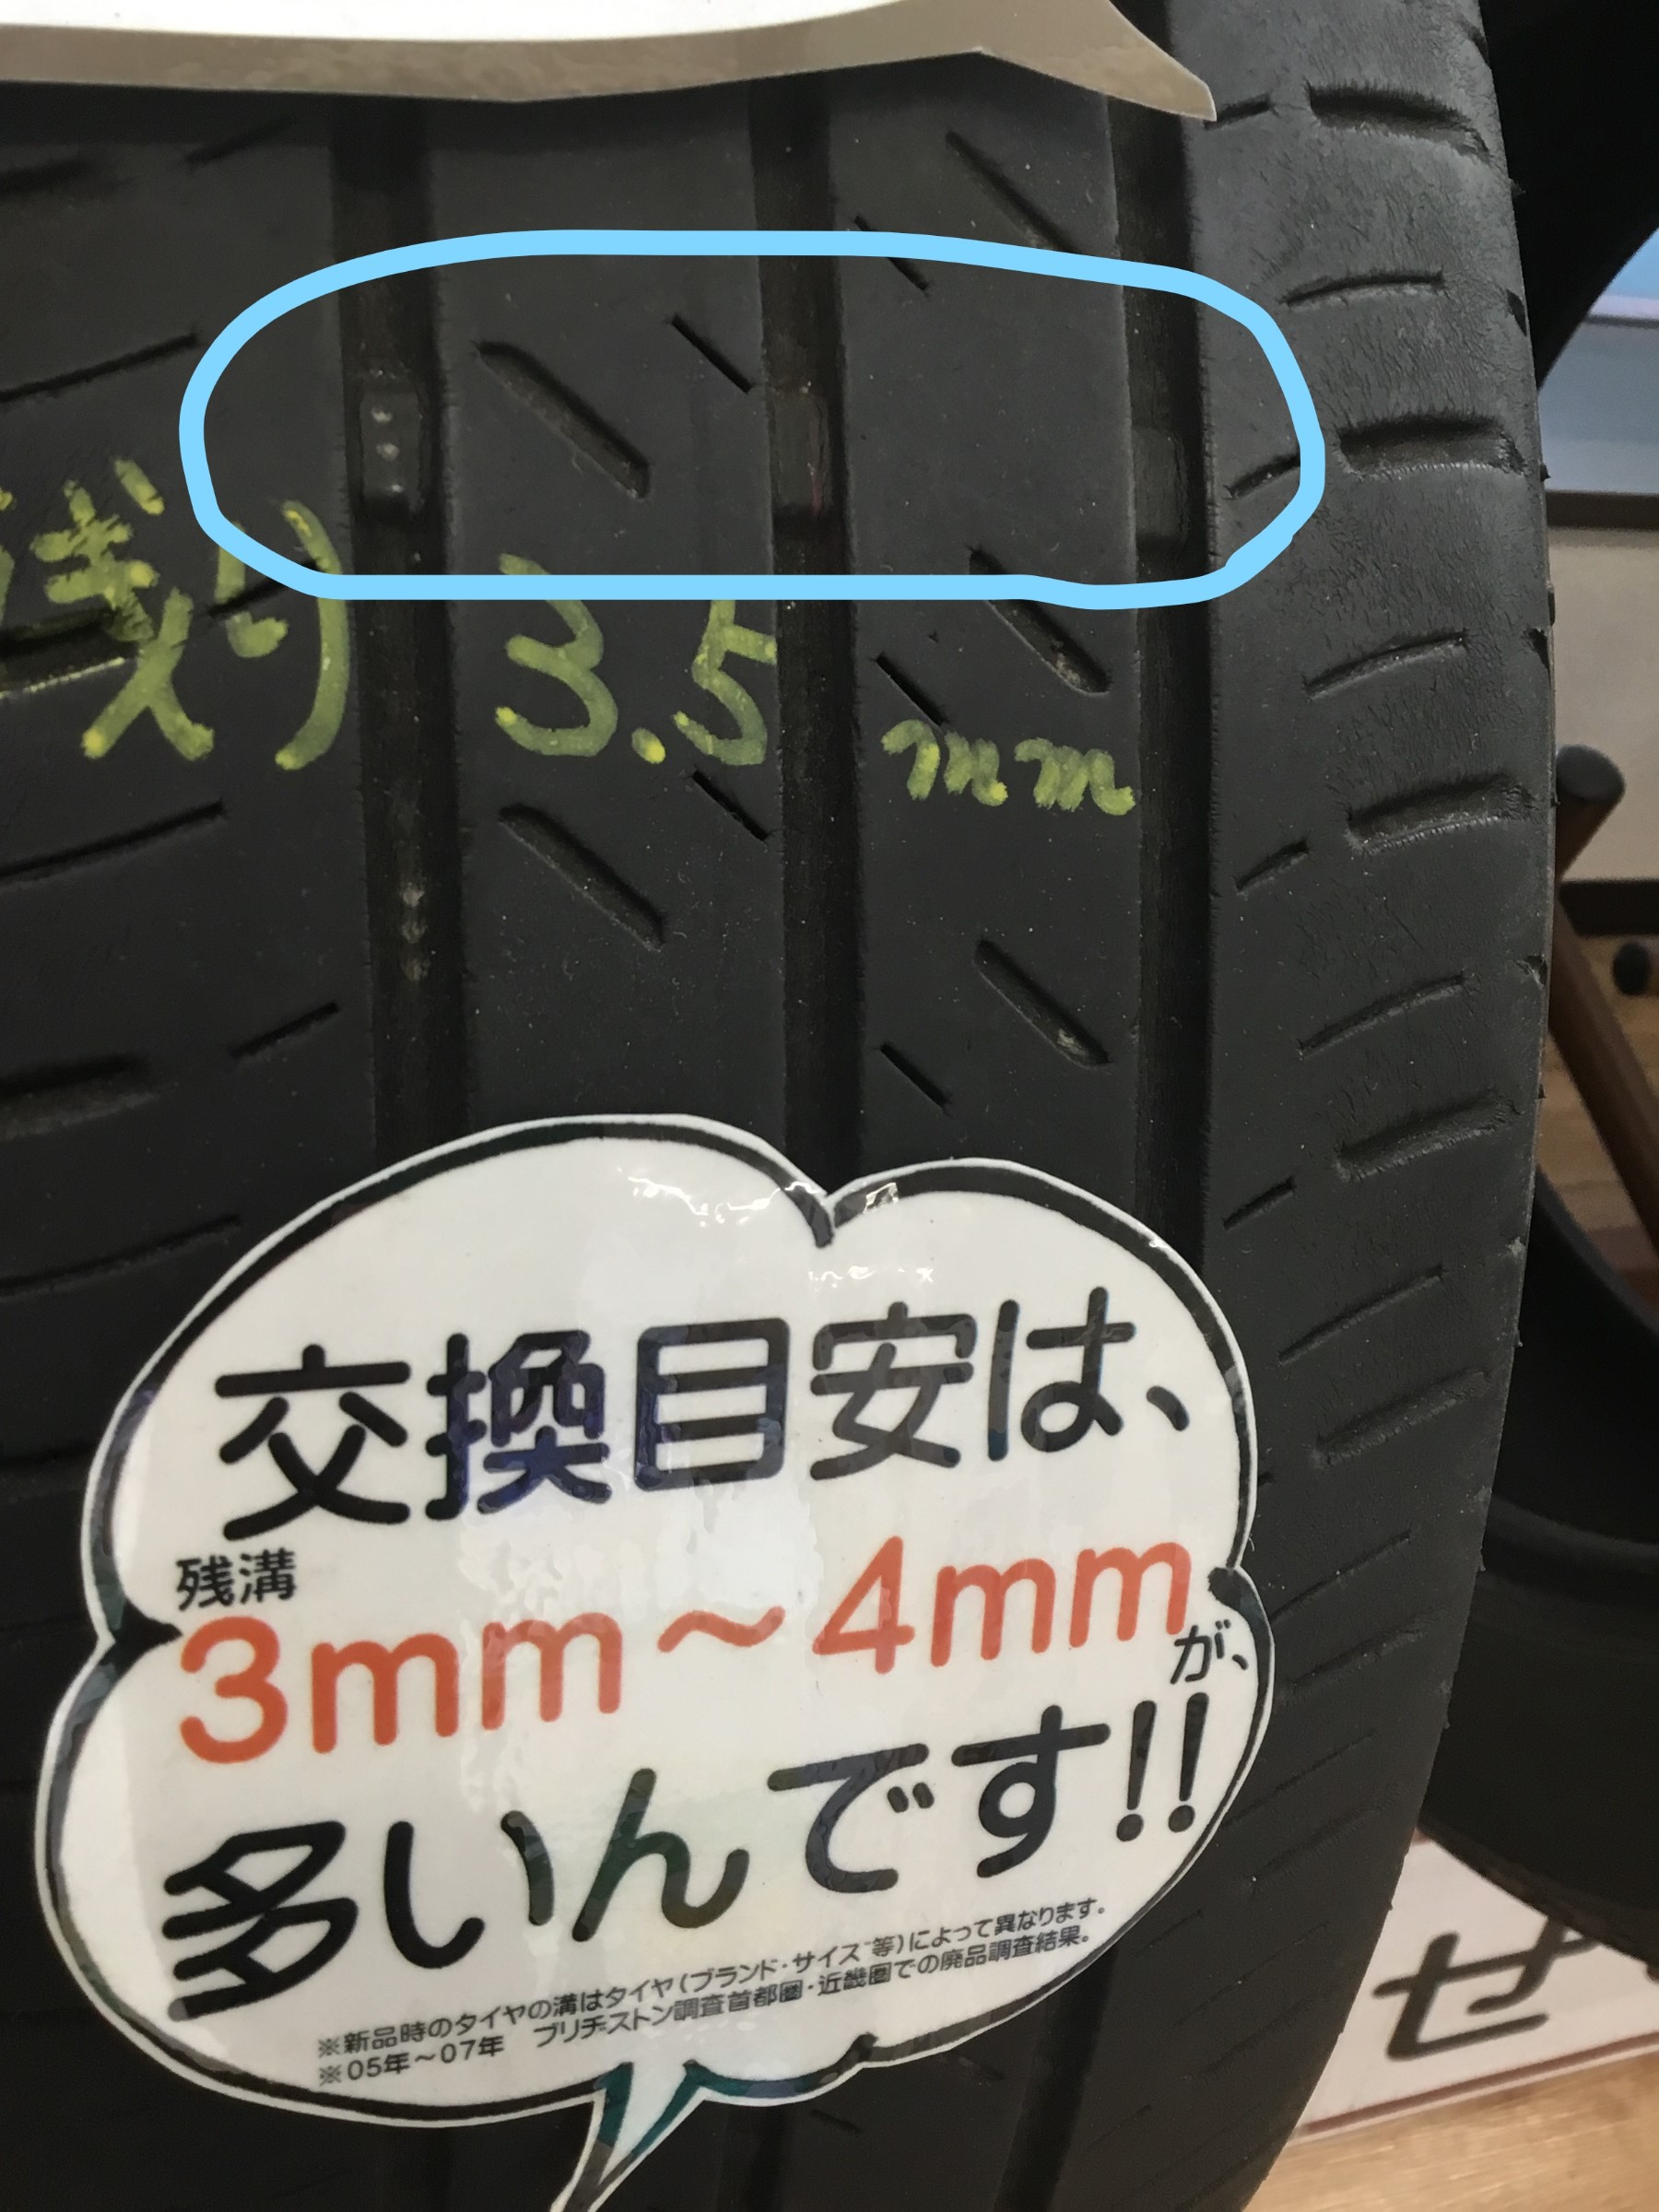 残り 3.5 mm
交換目安は、
残溝
3mm～4mmが、
多いんです!!
※新品時のタイヤの溝はタイヤ(ブランド・サイズ等)によって異なります。
※05年～07年　ブリヂストン調査首都圏・近畿圏での廃品調査結果。
せ